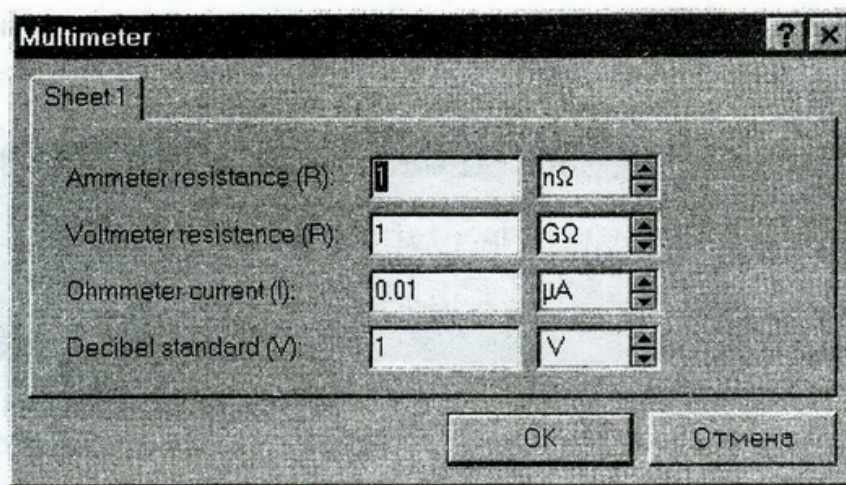 Multimeter
Sheet 1
Ammeter resistance (R): 1 nΩ
Voltmeter resistance (R): 1 GΩ
Ohmmeter current (I): 0.01 µA
Decibel standard (V): 1 V
OK Отмена